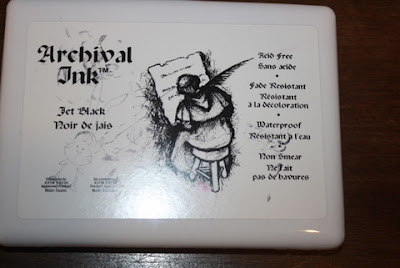 Archival
Ink™
Jet Black
Noir de jais
Acid Free
Sans acide
• Fade Resistant
Résistant
à la décoloration
• Waterproof
Résistant à l'eau
• Non Smear
Ne fait
pas de bavures